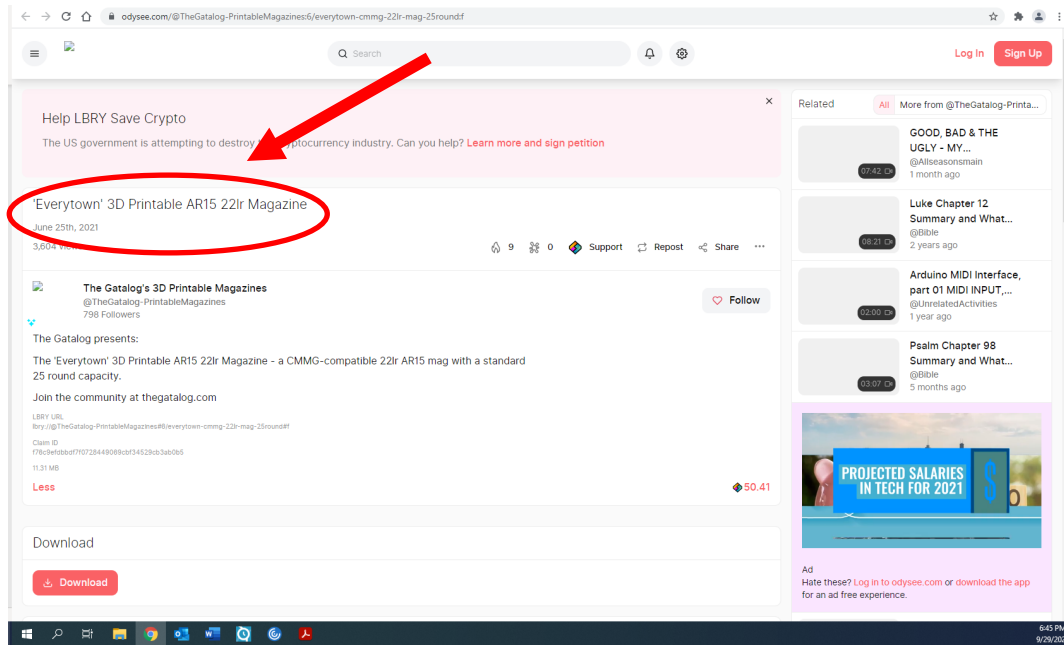 odysee.com/@TheGatalog-PrintableMagazines:6/everytown-cmmg-22lr-mag-25round:f
Search
Log In
Sign Up
Help LBRY Save Crypto
The US government is attempting to destroy cryptocurrency industry. Can you help? Learn more and sign petition
'Everytown' 3D Printable AR15 22lr Magazine
June 25th, 2021
3,604 views
9
0
Support
Repost
Share
The Gatalog's 3D Printable Magazines
@TheGatalog-PrintableMagazines
798 Followers
Follow
The Gatalog presents:
The 'Everytown' 3D Printable AR15 22lr Magazine - a CMMG-compatible 22lr AR15 mag with a standard
25 round capacity.
Join the community at thegatalog.com
LBRY URL
lbry://@TheGatalog-PrintableMagazines#6/everytown-cmmg-22lr-mag-25round#f
Claim ID
11.31 MB
Less
50.41
Download
Download
Related
All
More from @TheGatalog-Printa...
GOOD, BAD & THE
UGLY - MY...
@Allseasonsmain
1 month ago
07:42
Luke Chapter 12
Summary and What...
@Bible
2 years ago
08:21
Arduino MIDI Interface,
part 01 MIDI INPUT,...
@UnrelatedActivities
1 year ago
02:00
Psalm Chapter 98
Summary and What...
@Bible
5 months ago
03:07
PROJECTED SALARIES
IN TECH FOR 2021
Ad
Hate these? Log in to odysee.com or download the app
for an ad free experience.
6:45 PM
9/29/202